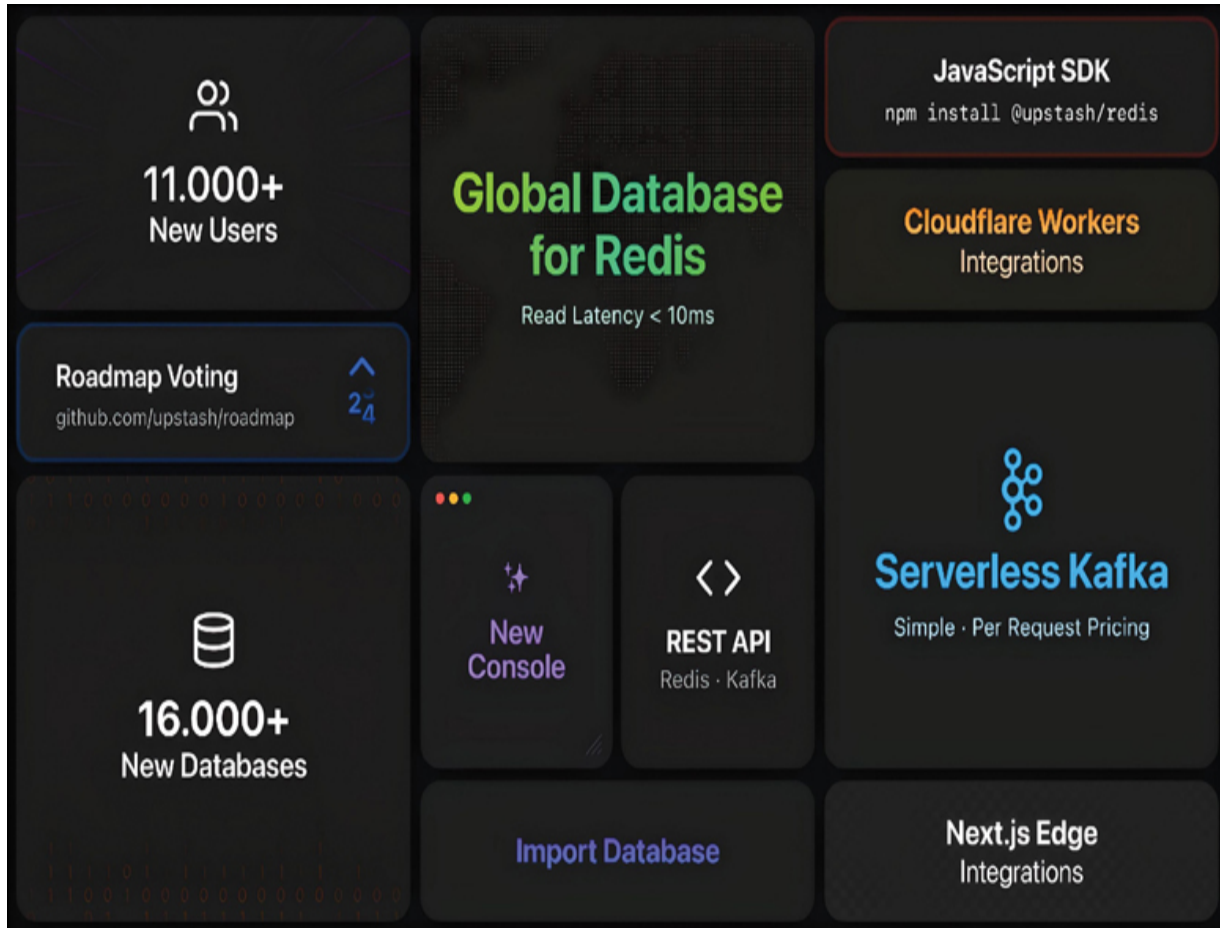 11.000+
New Users
Roadmap Voting
github.com/upstash/roadmap
16.000+
New Databases
Global Database
for Redis
Read Latency < 10ms
New
Console
REST API
Redis · Kafka
Import Database
JavaScript SDK
npm install @upstash/redis
Cloudflare Workers
Integrations
Serverless Kafka
Simple · Per Request Pricing
Next.js Edge
Integrations